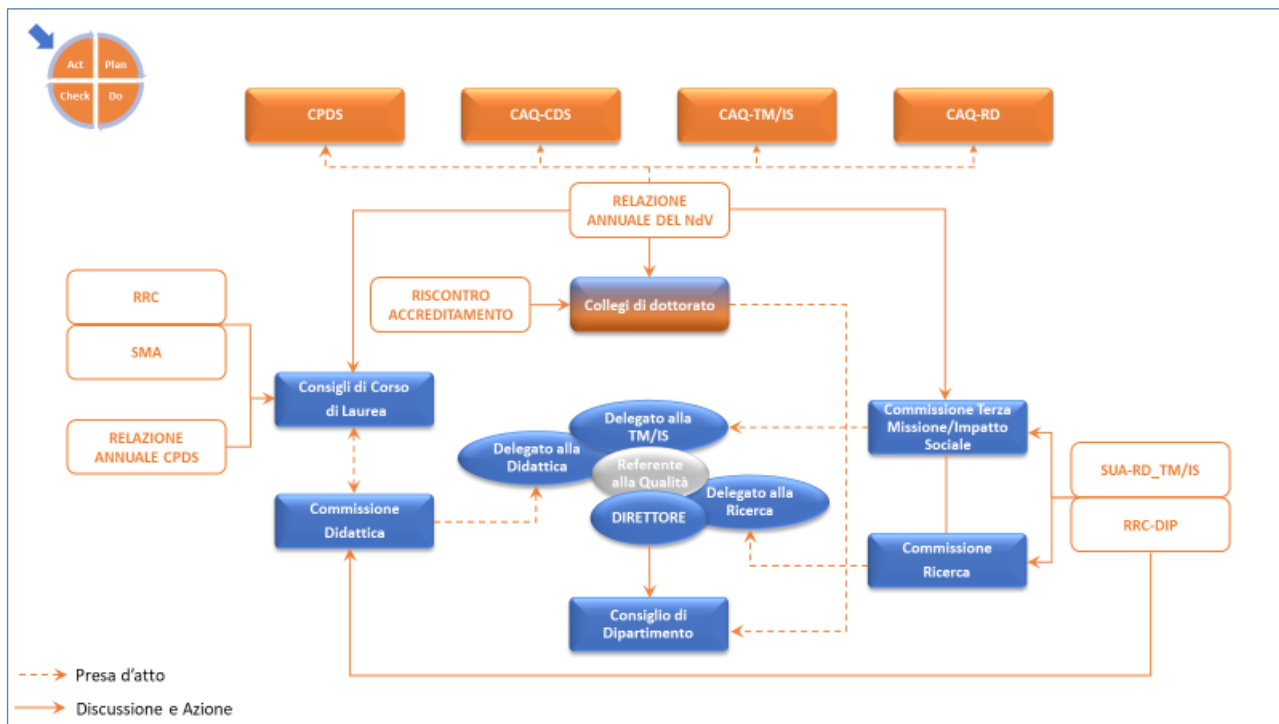 Act
Plan
Check
Do
CPDS
CAQ-CDS
CAQ-TM/IS
CAQ-RD
RELAZIONE
ANNUALE DEL NdV
RISCONTRO
ACCREDITAMENTO
Collegi di dottorato
RRC
SMA
RELAZIONE
ANNUALE CPDS
Consigli di Corso
di Laurea
Commissione
Didattica
Delegato alla
TM/IS
Delegato alla
Didattica
Referente
alla Qualità
Delegato alla
Ricerca
DIRETTORE
Consiglio di
Dipartimento
Commissione Terza
Missione/Impatto
Sociale
Commissione
Ricerca
SUA-RD_TM/IS
RRC-DIP
Presa d'atto
Discussione e Azione